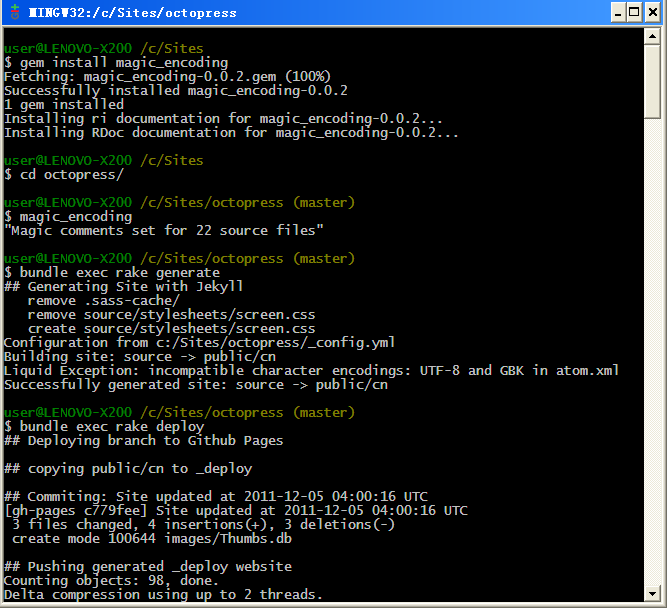 MINGW32:/c/Sites/octopress
user@LENOVO-X200 /c/Sites
$ gem install magic_encoding
Fetching: magic_encoding-0.0.2.gem (100%)
Successfully installed magic_encoding-0.0.2
1 gem installed
Installing ri documentation for magic_encoding-0.0.2...
Installing RDoc documentation for magic_encoding-0.0.2...
user@LENOVO-X200 /c/Sites
$ cd octopress/
user@LENOVO-X200 /c/Sites/octopress (master)
$ magic_encoding
"Magic comments set for 22 source files"
user@LENOVO-X200 /c/Sites/octopress (master)
$ bundle exec rake generate
## Generating Site with Jekyll
   remove .sass-cache/
   remove source/stylesheets/screen.css
   create source/stylesheets/screen.css
Configuration from c:/Sites/octopress/_config.yml
Building site: source -> public/cn
Liquid Exception: incompatible character encodings: UTF-8 and GBK in atom.xml
Successfully generated site: source -> public/cn
user@LENOVO-X200 /c/Sites/octopress (master)
$ bundle exec rake deploy
## Deploying branch to Github Pages
## copying public/cn to _deploy
## Commiting: Site updated at 2011-12-05 04:00:16 UTC
[gh-pages c779fee] Site updated at 2011-12-05 04:00:16 UTC
 3 files changed, 4 insertions(+), 3 deletions(-)
 create mode 100644 images/Thumbs.db
## Pushing generated _deploy website
Counting objects: 98, done.
Delta compression using up to 2 threads.